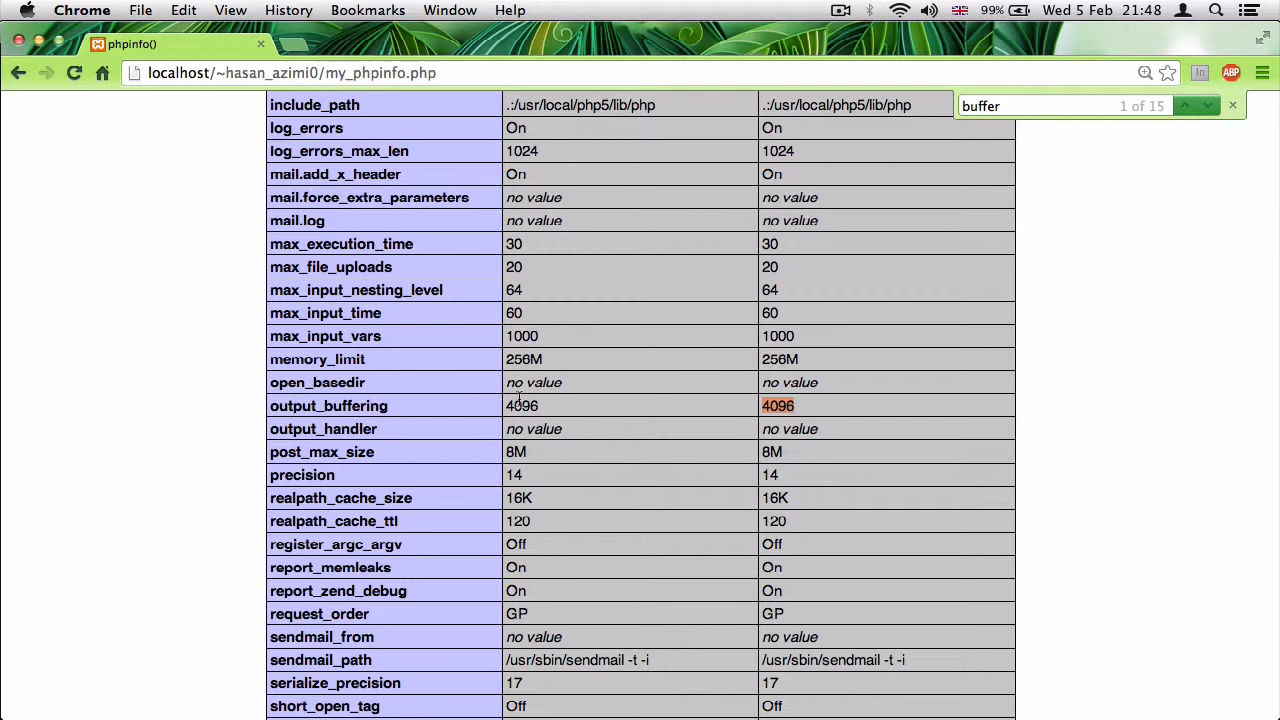 Chrome File Edit View History Bookmarks Window Help 99% Wed 5 Feb 21:48
phpinfo()
localhost/~hasan_azimi0/my_phpinfo.php In ABP
buffer 1 of 15
include_path .:/usr/local/php5/lib/php .:/usr/local/php5/lib/php
log_errors On On
log_errors_max_len 1024 1024
mail.add_x_header On On
mail.force_extra_parameters no value no value
mail.log no value no value
max_execution_time 30 30
max_file_uploads 20 20
max_input_nesting_level 64 64
max_input_time 60 60
max_input_vars 1000 1000
memory_limit 256M 256M
open_basedir no value no value
output_buffering 4096 4096
output_handler no value no value
post_max_size 8M 8M
precision 14 14
realpath_cache_size 16K 16K
realpath_cache_ttl 120 120
register_argc_argv Off Off
report_memleaks On On
report_zend_debug On On
request_order GP GP
sendmail_from no value no value
sendmail_path /usr/sbin/sendmail -t -i /usr/sbin/sendmail -t -i
serialize_precision 17 17
short_open_tag Off Off